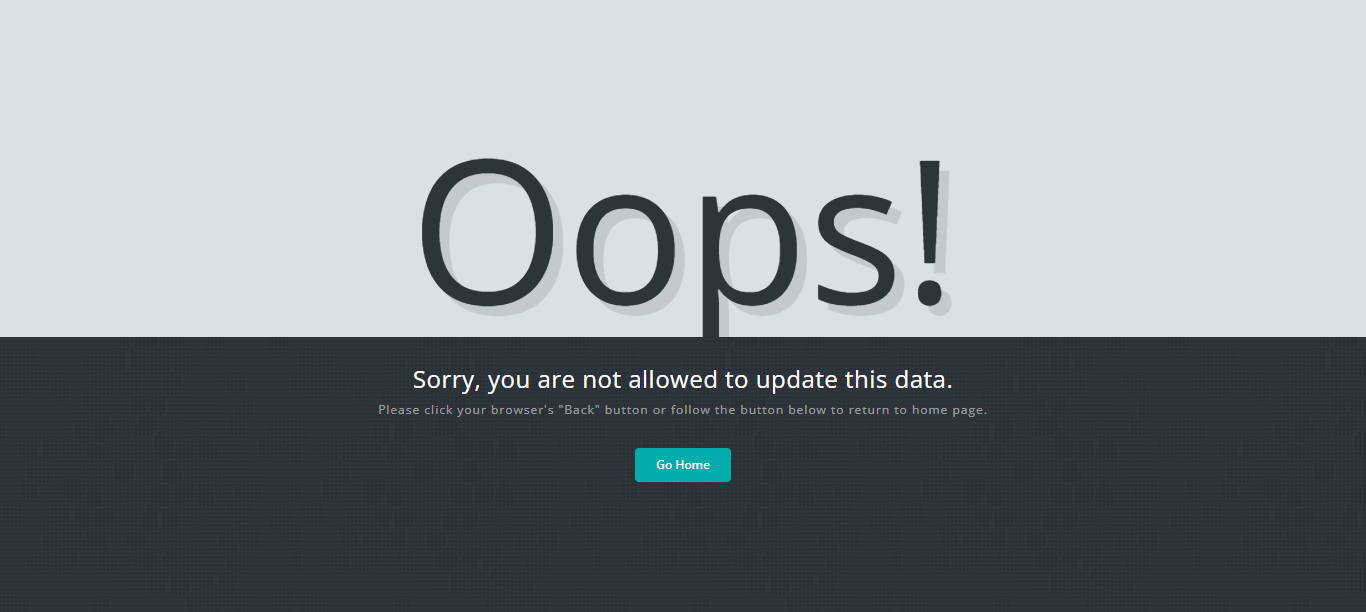 Oops!
Sorry, you are not allowed to update this data.
Please click your browser's "Back" button or follow the button below to return to home page.
Go Home